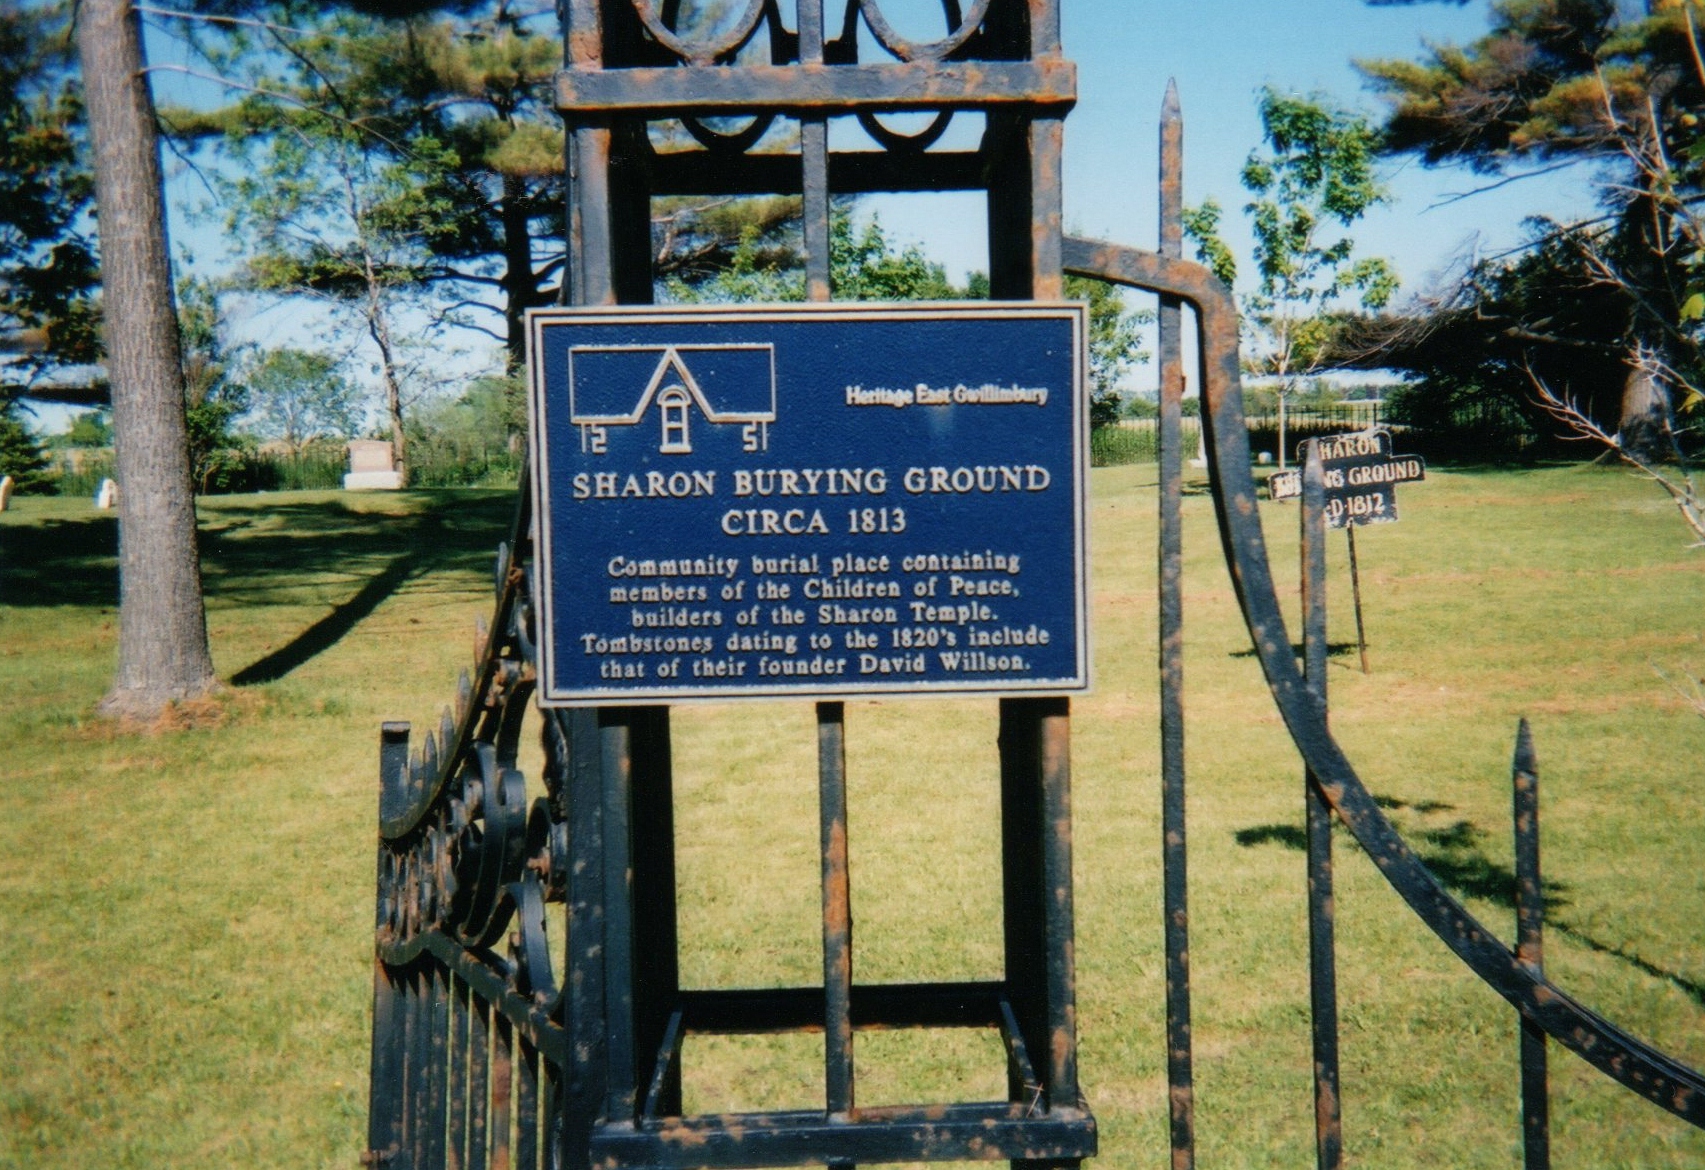 Heritage East Gwillimbury
SHARON BURYING GROUND
CIRCA 1813
Community burial place containing
members of the Children of Peace,
builders of the Sharon Temple.
Tombstones dating to the 1820's include
that of their founder David Willson.
HARON
NG GROUND
D·1812